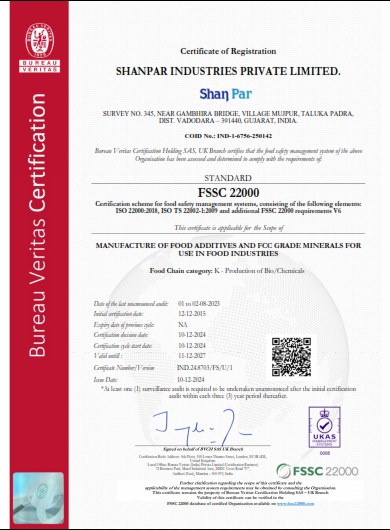 BUREAU
VERITAS
Bureau Veritas Certification
Certificate of Registration
SHANPAR INDUSTRIES PRIVATE LIMITED.
Shan Par
SURVEY NO. 345, NEAR GAMBHIRA BRIDGE, VILLAGE MUJPUR, TALUKA PADRA,
DIST. VADODARA – 391440, GUJARAT, INDIA.
COID No.: IND-1-6756-250142
Bureau Veritas Certification Holding SAS, UK Branch certifies that the food safety management system of the above
Organisation has been assessed and determined to comply with the requirements of:
STANDARD
FSSC 22000
Certification scheme for food safety management systems, consisting of the following elements:
ISO 22000:2018, ISO TS 22002-1:2009 and additional FSSC 22000 requirements V6
This certificate is applicable for the Scope of
MANUFACTURE OF FOOD ADDITIVES AND FCC GRADE MINERALS FOR
USE IN FOOD INDUSTRIES
Food Chain category: K - Production of Bio/Chemicals
Date of the last unannounced audit: 01 to 02-08-2023
Initial certification date: 12-12-2015
Expiry date of previous cycle: NA
Certification decision date: 10-12-2024
Certification cycle start date: 10-12-2024
Valid until : 11-12-2027
Certificate Number/Version IND.24.8703/FS/U/1
Issue Date: 10-12-2024
*At least one (1) surveillance audit is required to be undertaken unannounced after the initial certification
audit within each three (3) year period thereafter.
Signed on behalf of BVCH SAS UK Branch
UKAS
MANAGEMENT
SYSTEMS
0008
FSSC 22000
Further clarification regarding the scope of this certificate and the
applicability of the management system requirements may be obtained by consulting the Organisation.
This certificate remains the property of Bureau Veritas Certification Holding SAS – UK Branch
Validity of this certificate can be verified in the
FSSC 22000 database of certified Organisation available on www.fssc22000.com